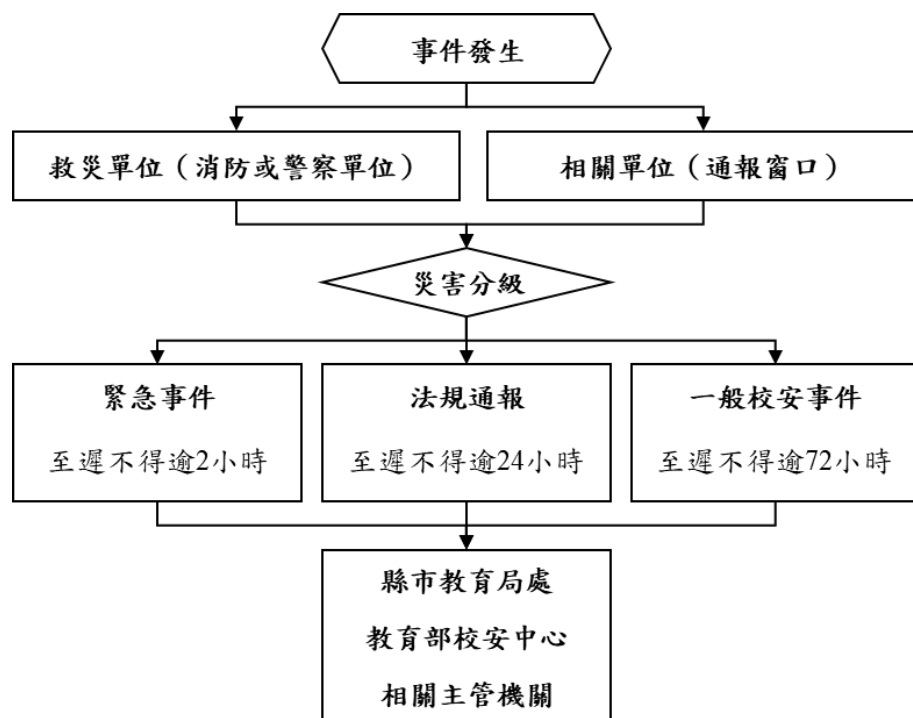 事件發生
救災單位（消防或警察單位）
相關單位（通報窗口）
災害分級
緊急事件
至遲不得逾2小時
法規通報
至遲不得逾24小時
一般校安事件
至遲不得逾72小時
縣市教育局處
教育部校安中心
相關主管機關